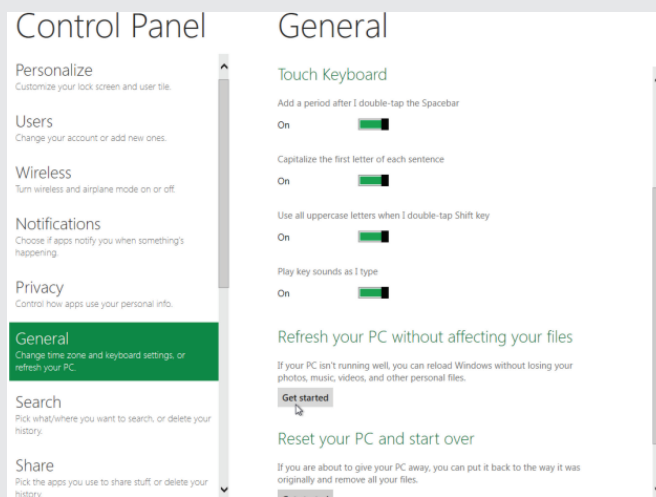 Control Panel
Personalize
Customize your lock screen and user tile.
Users
Change your account or add new ones.
Wireless
Turn wireless and airplane mode on or off.
Notifications
Choose if apps notify you when something's
happening.
Privacy
Control how apps use your personal info.
General
Change time zone and keyboard settings, or
refresh your PC.
Search
Pick what/where you want to search, or delete your
history.
Share
Pick the apps you use to share stuff, or delete your
history.
General
Touch Keyboard
Add a period after I double-tap the Spacebar
On
Capitalize the first letter of each sentence
On
Use all uppercase letters when I double-tap Shift key
On
Play key sounds as I type
On
Refresh your PC without affecting your files
If your PC isn't running well, you can reload Windows without losing your
photos, music, videos, and other personal files.
Get started
Reset your PC and start over
If you are about to give your PC away, you can put it back to the way it was
originally and remove all your files.